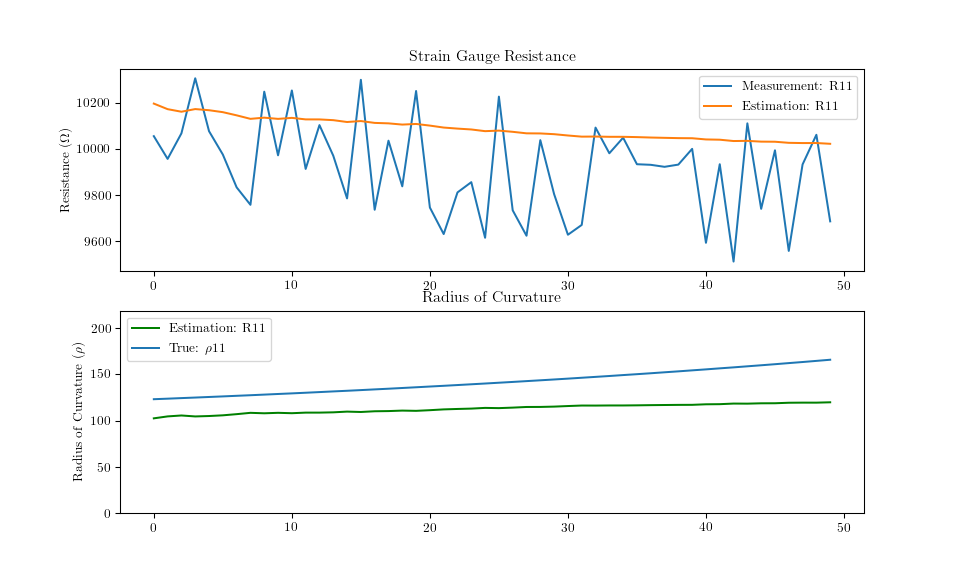 Strain Gauge Resistance
Resistance (Ω)
10200
10000
9800
9600
Measurement: R11
Estimation: R11
0 10 20 30 40 50
Radius of Curvature
Radius of Curvature (ρ)
200
150
100
50
0
Estimation: R11
True: ρ11
0 10 20 30 40 50